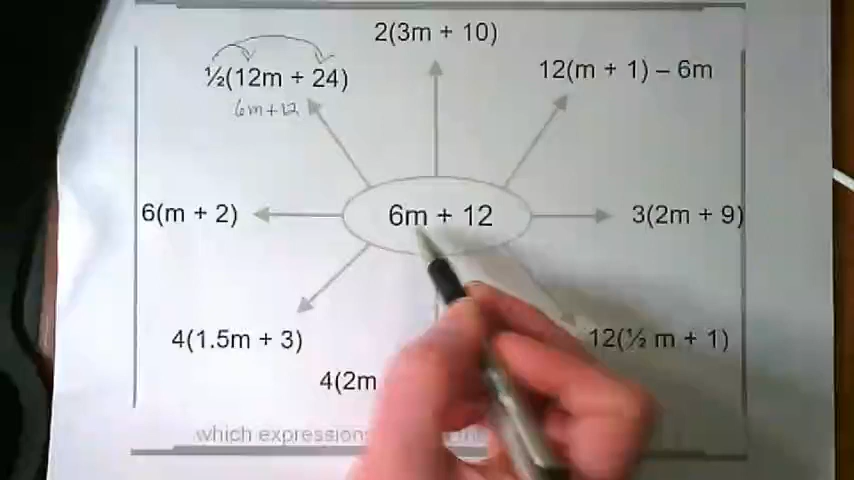 2(3m + 10)
½(12m + 24)
12(m + 1) – 6m
6m+12
6(m + 2)
6m + 12
3(2m + 9)
4(1.5m + 3)
12(½ m + 1)
4(2m
which expressions